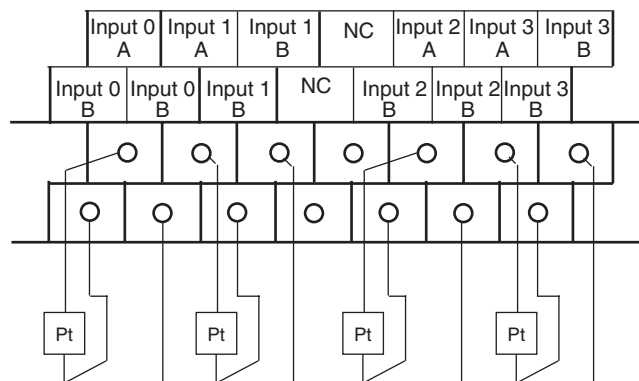 Input 0 A Input 1 A Input 1 B NC Input 2 A Input 3 A Input 3 B
Input 0 B Input 0 B Input 1 B NC Input 2 B Input 2 B Input 3 B
Pt Pt Pt Pt